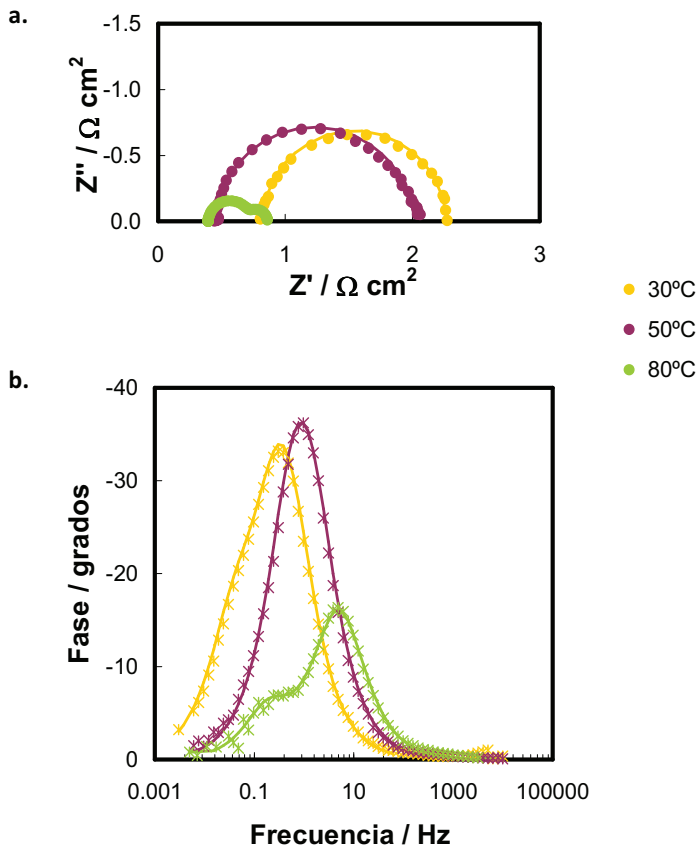 a.
-1.5
-1.0
-0.5
0.0
Z'' / Ω cm²
0
1
2
3
Z' / Ω cm²
30ºC
50ºC
80ºC
b.
-40
-30
-20
-10
0
Fase / grados
0.001
0.1
10
1000
100000
Frecuencia / Hz